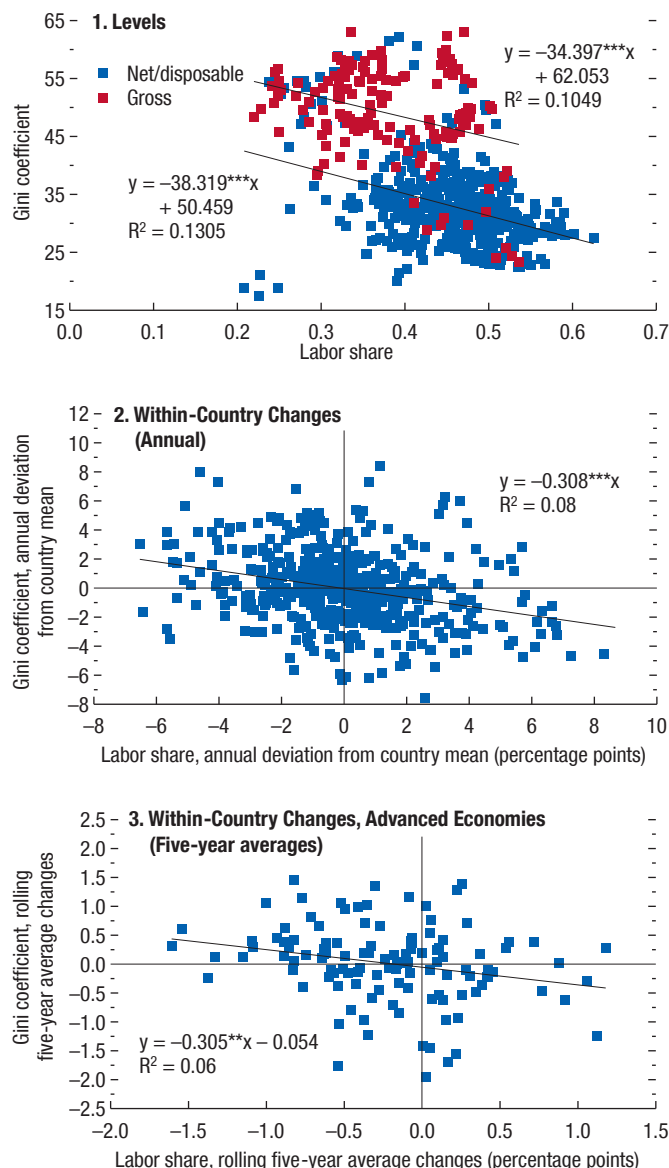 1. Levels
Net/disposable
Gross
y = –34.397***x
+ 62.053
R² = 0.1049
y = –38.319***x
+ 50.459
R² = 0.1305
Gini coefficient
65
55
45
35
25
15
0.0 0.1 0.2 0.3 0.4 0.5 0.6 0.7
Labor share
2. Within-Country Changes
(Annual)
y = –0.308***x
R² = 0.08
Gini coefficient, annual deviation
from country mean
12
10
8
6
4
2
0
–2
–4
–6
–8
–8 –6 –4 –2 0 2 4 6 8 10
Labor share, annual deviation from country mean (percentage points)
3. Within-Country Changes, Advanced Economies
(Five-year averages)
Gini coefficient, rolling
five-year average changes
2.5
2.0
1.5
1.0
0.5
0.0
–0.5
–1.0
–1.5
–2.0
–2.5
y = –0.305**x – 0.054
R² = 0.06
–2.0 –1.5 –1.0 –0.5 0.0 0.5 1.0 1.5
Labor share, rolling five-year average changes (percentage points)